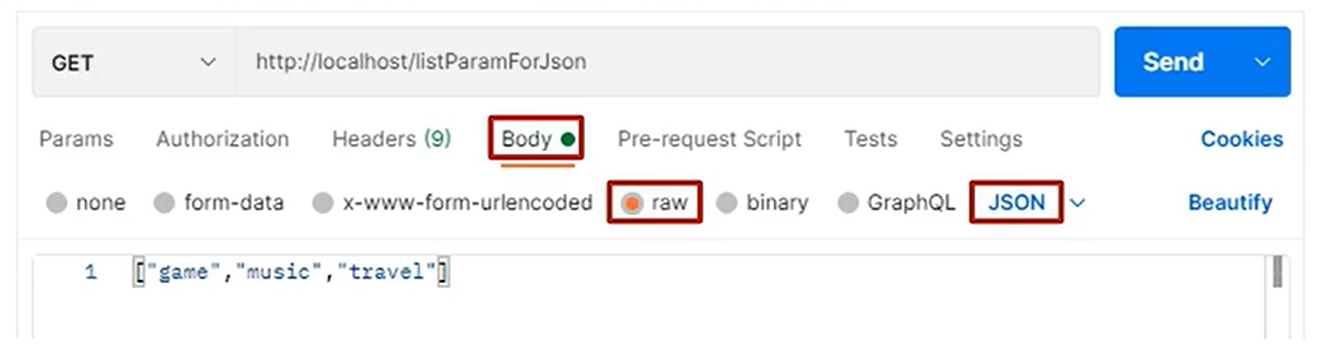 GET http://localhost/listParamForJson Send
Params Authorization Headers (9) Body Pre-request Script Tests Settings Cookies
none form-data x-www-form-urlencoded raw binary GraphQL JSON Beautify
1 ["game","music","travel"]